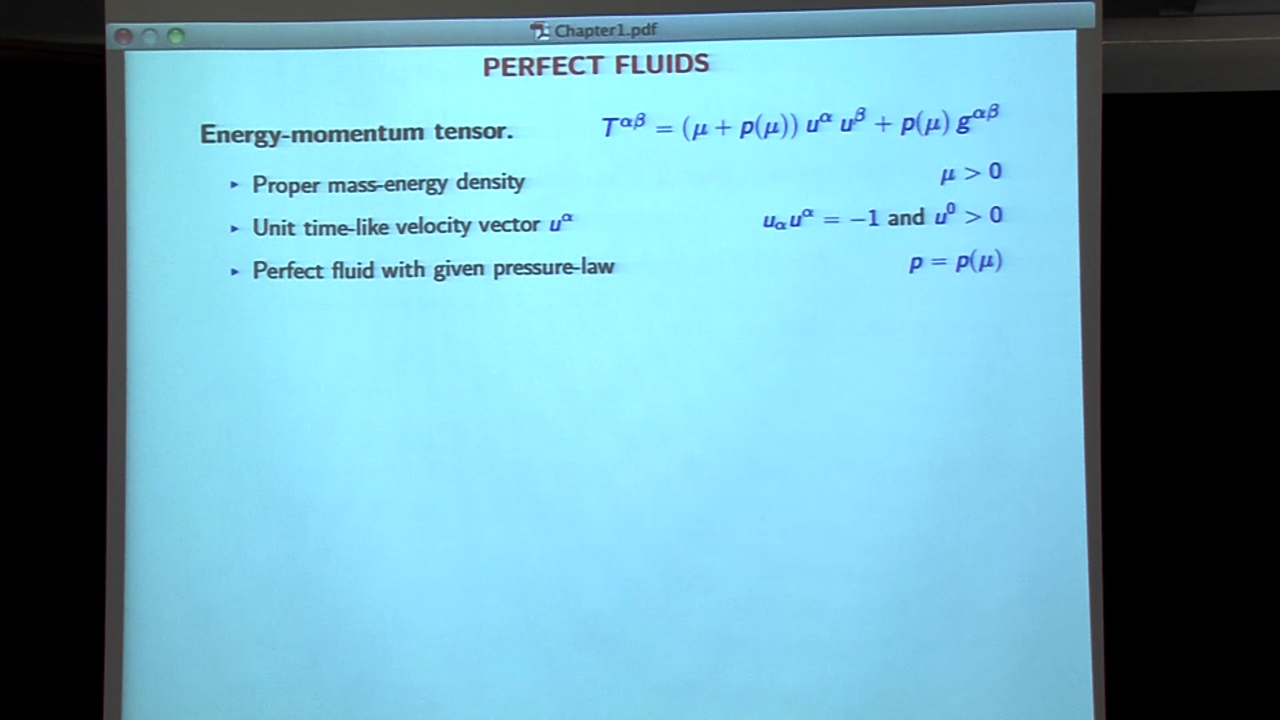 Chapter1.pdf
PERFECT FLUIDS
Energy-momentum tensor. T^{αβ} = (μ + p(μ)) u^α u^β + p(μ) g^{αβ}
▸ Proper mass-energy density μ > 0
▸ Unit time-like velocity vector u^α u_α u^α = −1 and u^0 > 0
▸ Perfect fluid with given pressure-law p = p(μ)